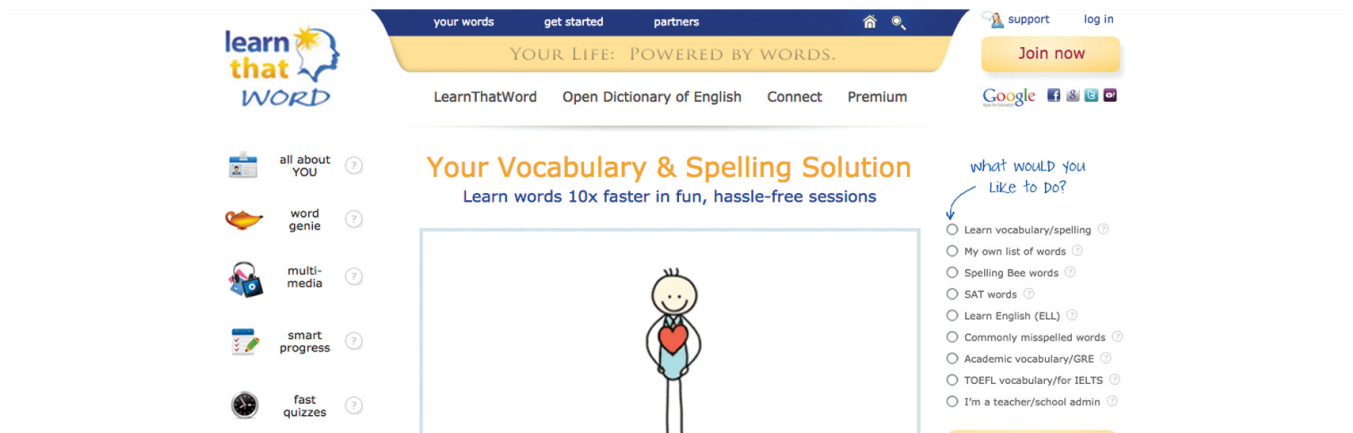 your words
get started
partners
support
log in
learn
that
WORD
YOUR LIFE: POWERED BY WORDS.
Join now
LearnThatWord
Open Dictionary of English
Connect
Premium
Google
all about
YOU
?
word
genie
?
multi-
media
?
smart
progress
?
fast
quizzes
?
Your Vocabulary & Spelling Solution
Learn words 10x faster in fun, hassle-free sessions
What would you
like to do?
Learn vocabulary/spelling ?
My own list of words ?
Spelling Bee words ?
SAT words ?
Learn English (ELL) ?
Commonly misspelled words ?
Academic vocabulary/GRE ?
TOEFL vocabulary/for IELTS ?
I'm a teacher/school admin ?